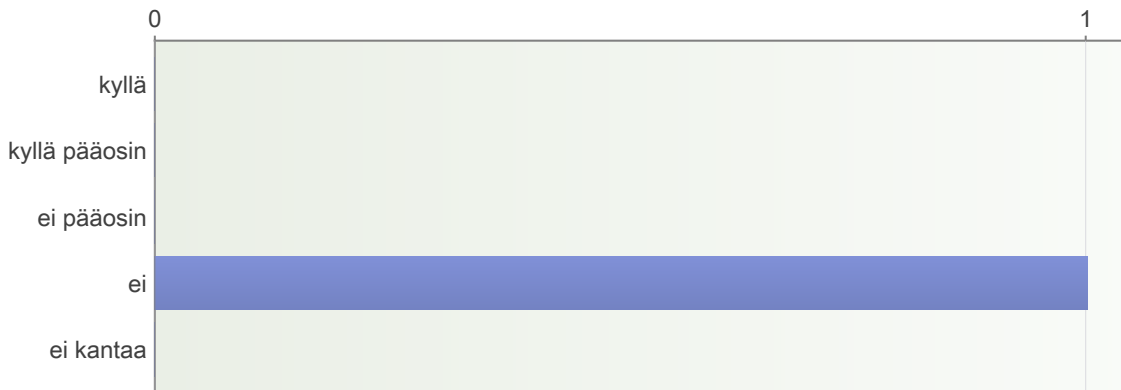 0 1
kyllä
kyllä pääosin
ei pääosin
ei
ei kantaa